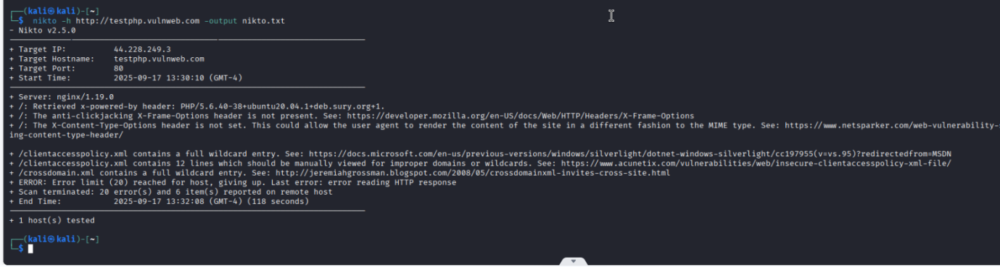 (kali㉿kali)-[~]
$ nikto -h http://testphp.vulnweb.com -output nikto.txt
- Nikto v2.5.0
+ Target IP: 44.228.249.3
+ Target Hostname: testphp.vulnweb.com
+ Target Port: 80
+ Start Time: 2025-09-17 13:30:10 (GMT-4)
+ Server: nginx/1.19.0
+ /: Retrieved x-powered-by header: PHP/5.6.40-38+ubuntu20.04.1+deb.sury.org+1.
+ /: The anti-clickjacking X-Frame-Options header is not present. See: https://developer.mozilla.org/en-US/docs/Web/HTTP/Headers/X-Frame-Options
+ /: The X-Content-Type-Options header is not set. This could allow the user agent to render the content of the site in a different fashion to the MIME type. See: https://www.netsparker.com/web-vulnerability-
ing-content-type-header/
+ /clientaccesspolicy.xml contains a full wildcard entry. See: https://docs.microsoft.com/en-us/previous-versions/windows/silverlight/dotnet-windows-silverlight/cc197955(v=vs.95)?redirectedfrom=MSDN
+ /clientaccesspolicy.xml contains 12 lines which should be manually viewed for improper domains or wildcards. See: https://www.acunetix.com/vulnerabilities/web/insecure-clientaccesspolicy-xml-file/
+ /crossdomain.xml contains a full wildcard entry. See: http://jeremiahgrossman.blogspot.com/2008/05/crossdomainxml-invites-cross-site.html
+ ERROR: Error limit (20) reached for host, giving up. Last error: error reading HTTP response
+ Scan terminated: 20 error(s) and 6 item(s) reported on remote host
+ End Time: 2025-09-17 13:32:08 (GMT-4) (118 seconds)
+ 1 host(s) tested
(kali㉿kali)-[~]
$